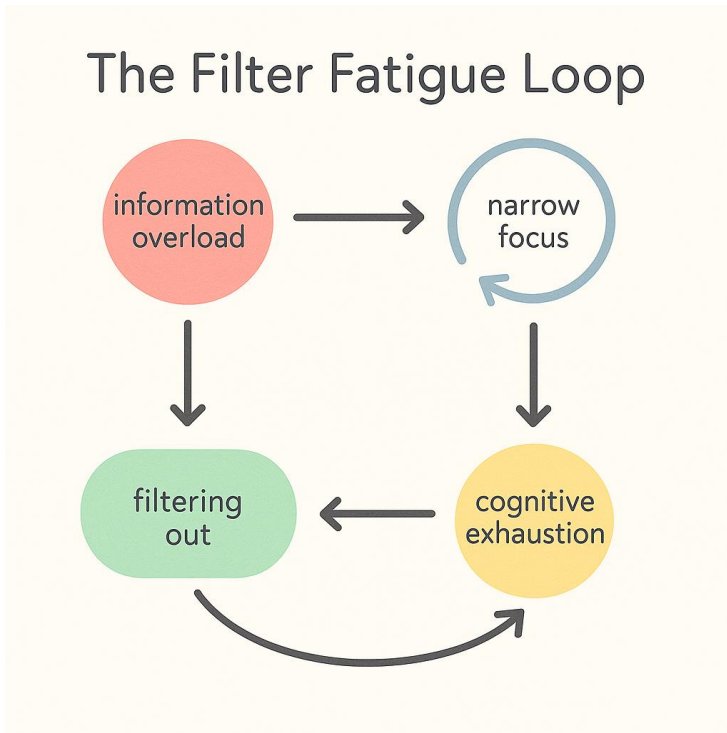 The Filter Fatigue Loop
information
overload
narrow
focus
filtering
out
cognitive
exhaustion